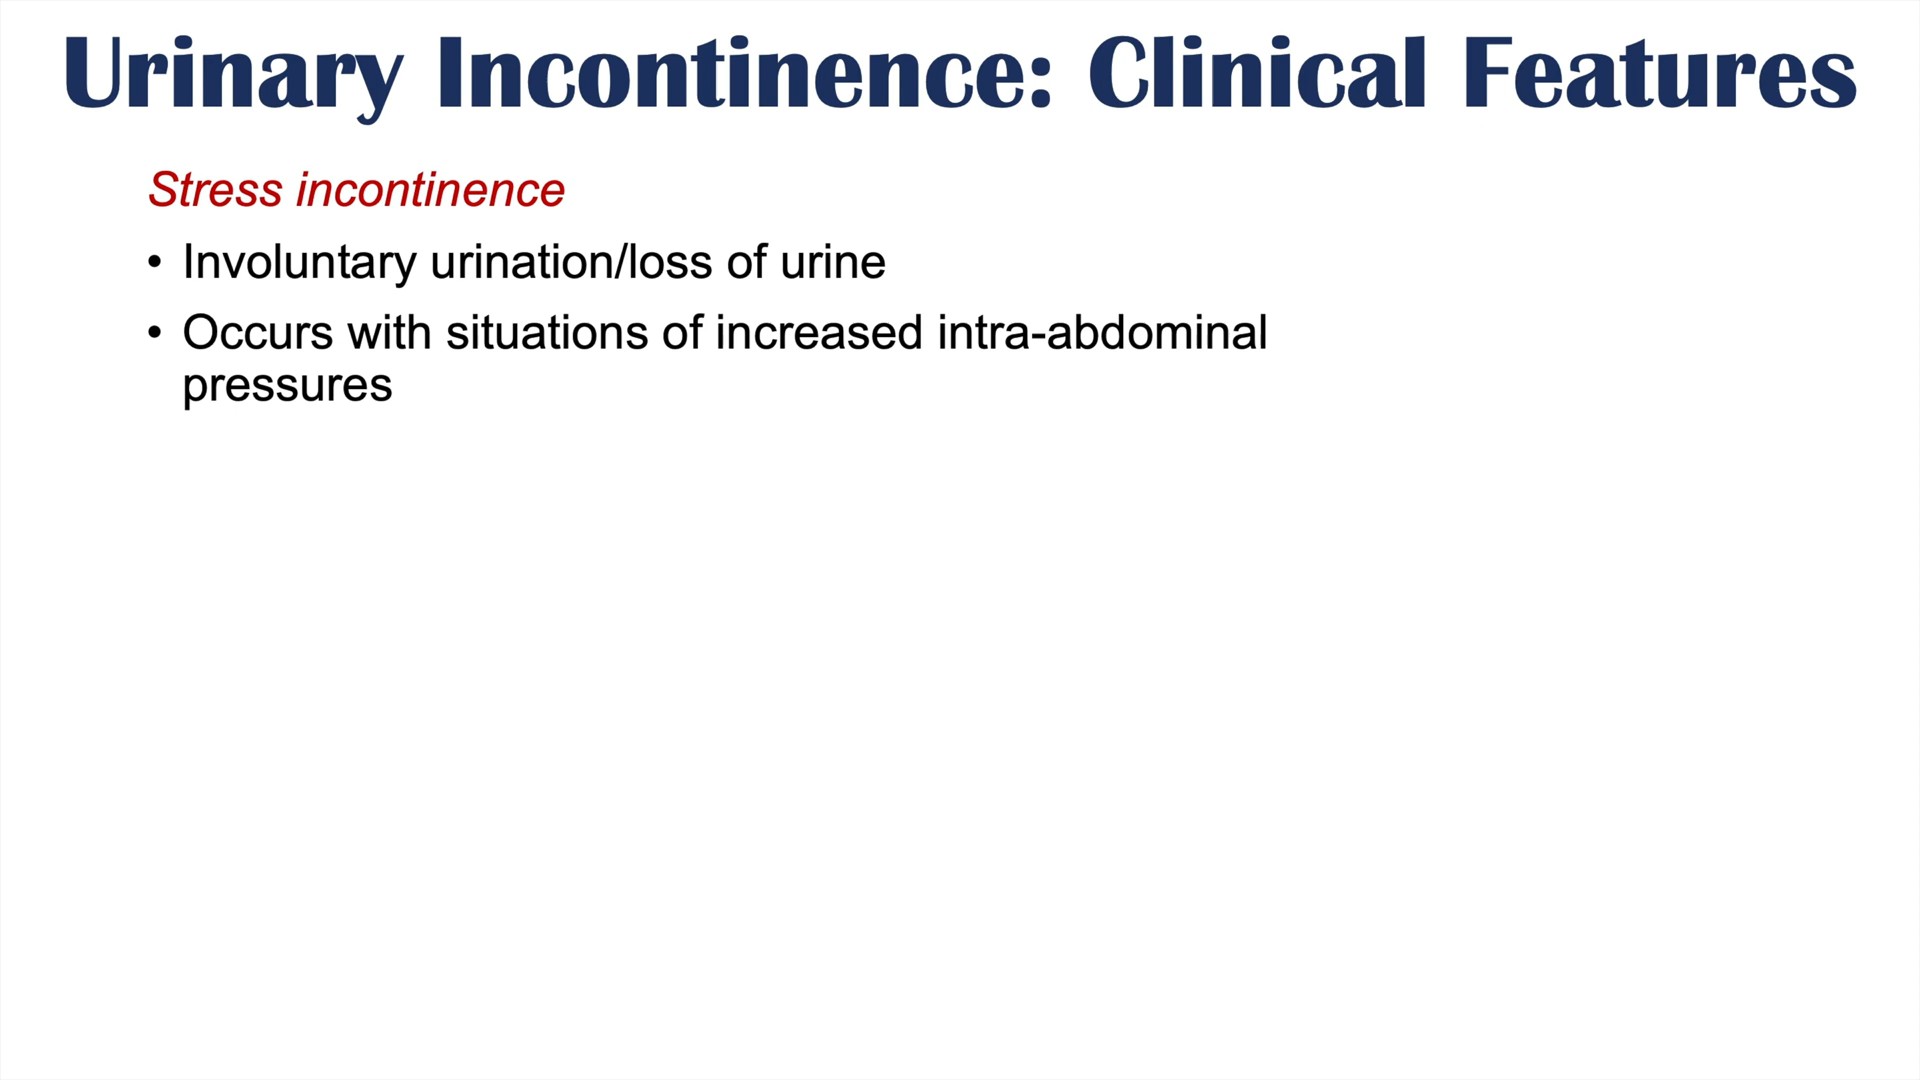 Urinary Incontinence: Clinical Features
Stress incontinence
• Involuntary urination/loss of urine
• Occurs with situations of increased intra-abdominal
pressures